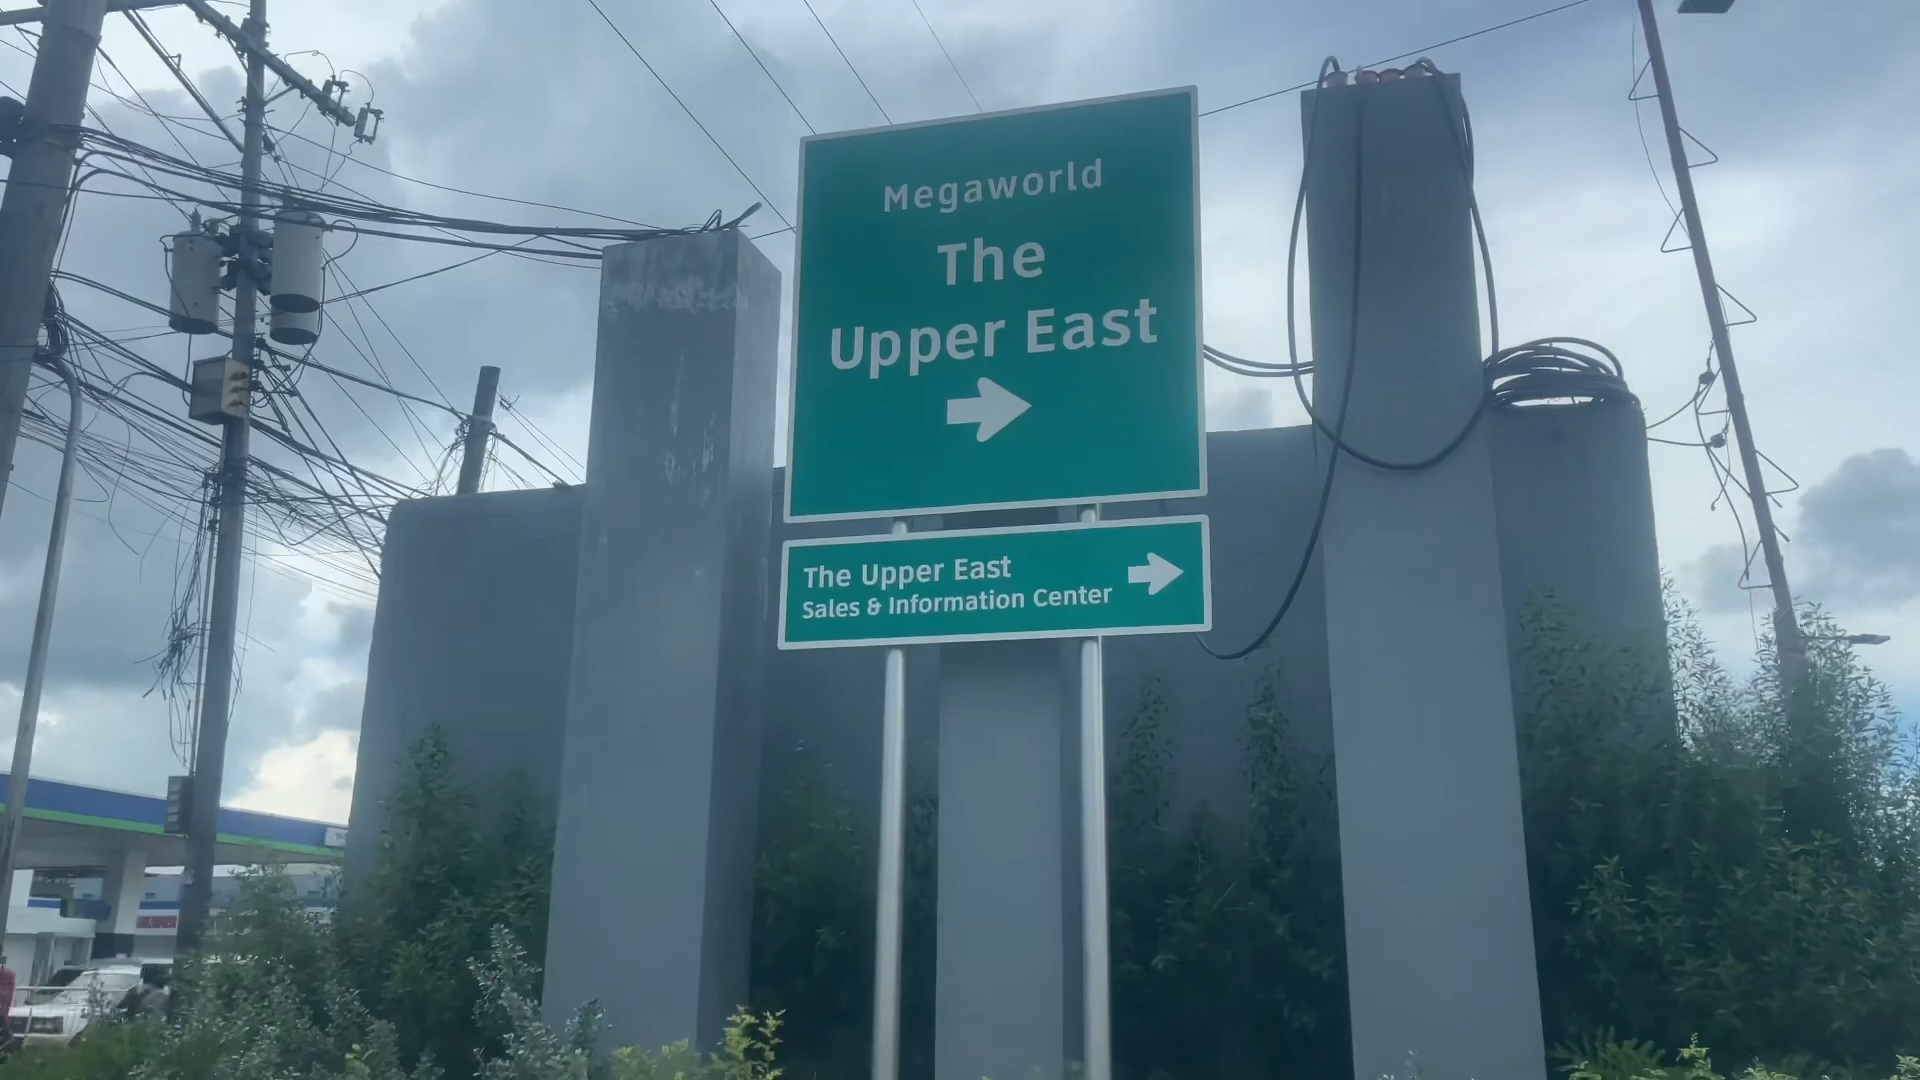 Megaworld
The
Upper East
The Upper East
Sales & Information Center